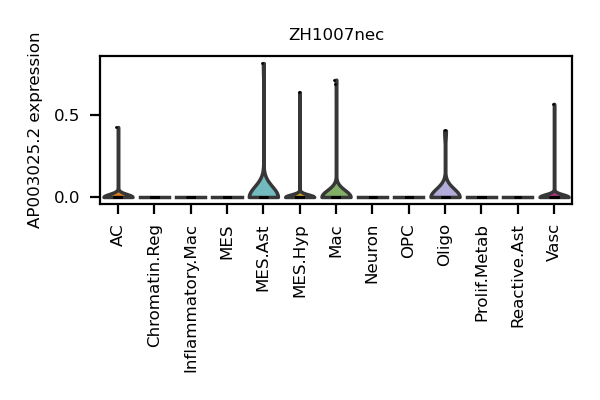 ZH1007nec
AP003025.2 expression
0.5
0.0
AC
Chromatin.Reg
Inflammatory.Mac
MES
MES.Ast
MES.Hyp
Mac
Neuron
OPC
Oligo
Prolif.Metab
Reactive.Ast
Vasc